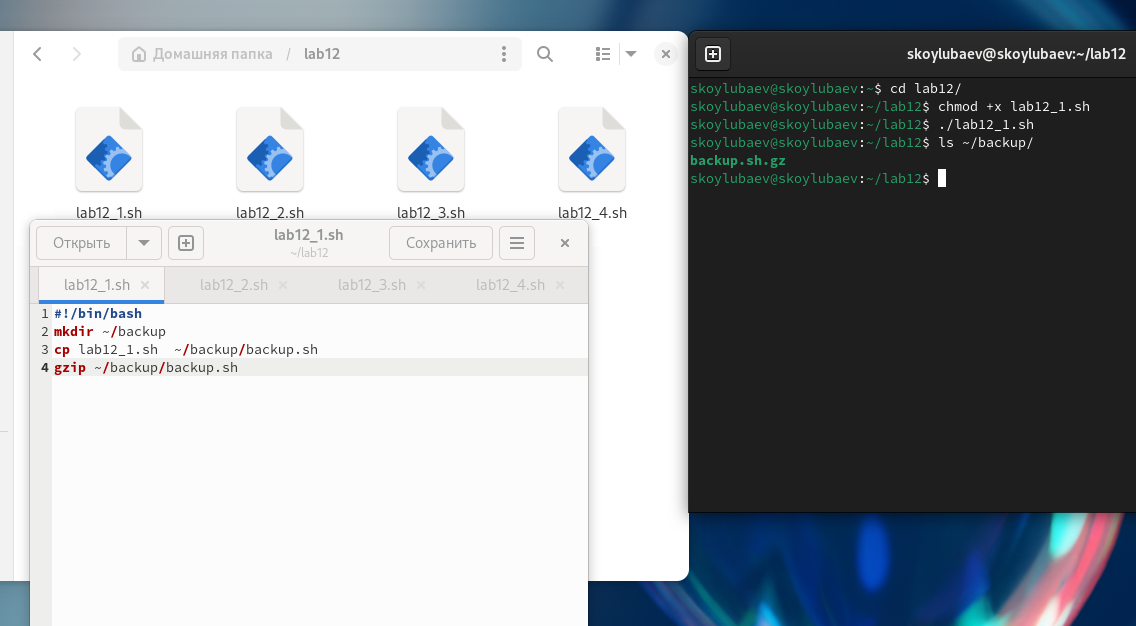 Домашняя папка / lab12
lab12_1.sh
lab12_2.sh
lab12_3.sh
lab12_4.sh
Открыть
lab12_1.sh
~/lab12
Сохранить
lab12_1.sh
lab12_2.sh
lab12_3.sh
lab12_4.sh
1 #!/bin/bash
2 mkdir ~/backup
3 cp lab12_1.sh  ~/backup/backup.sh
4 gzip ~/backup/backup.sh
skoylubaev@skoylubaev:~/lab12
skoylubaev@skoylubaev:~$ cd lab12/
skoylubaev@skoylubaev:~/lab12$ chmod +x lab12_1.sh
skoylubaev@skoylubaev:~/lab12$ ./lab12_1.sh
skoylubaev@skoylubaev:~/lab12$ ls ~/backup/
backup.sh.gz
skoylubaev@skoylubaev:~/lab12$